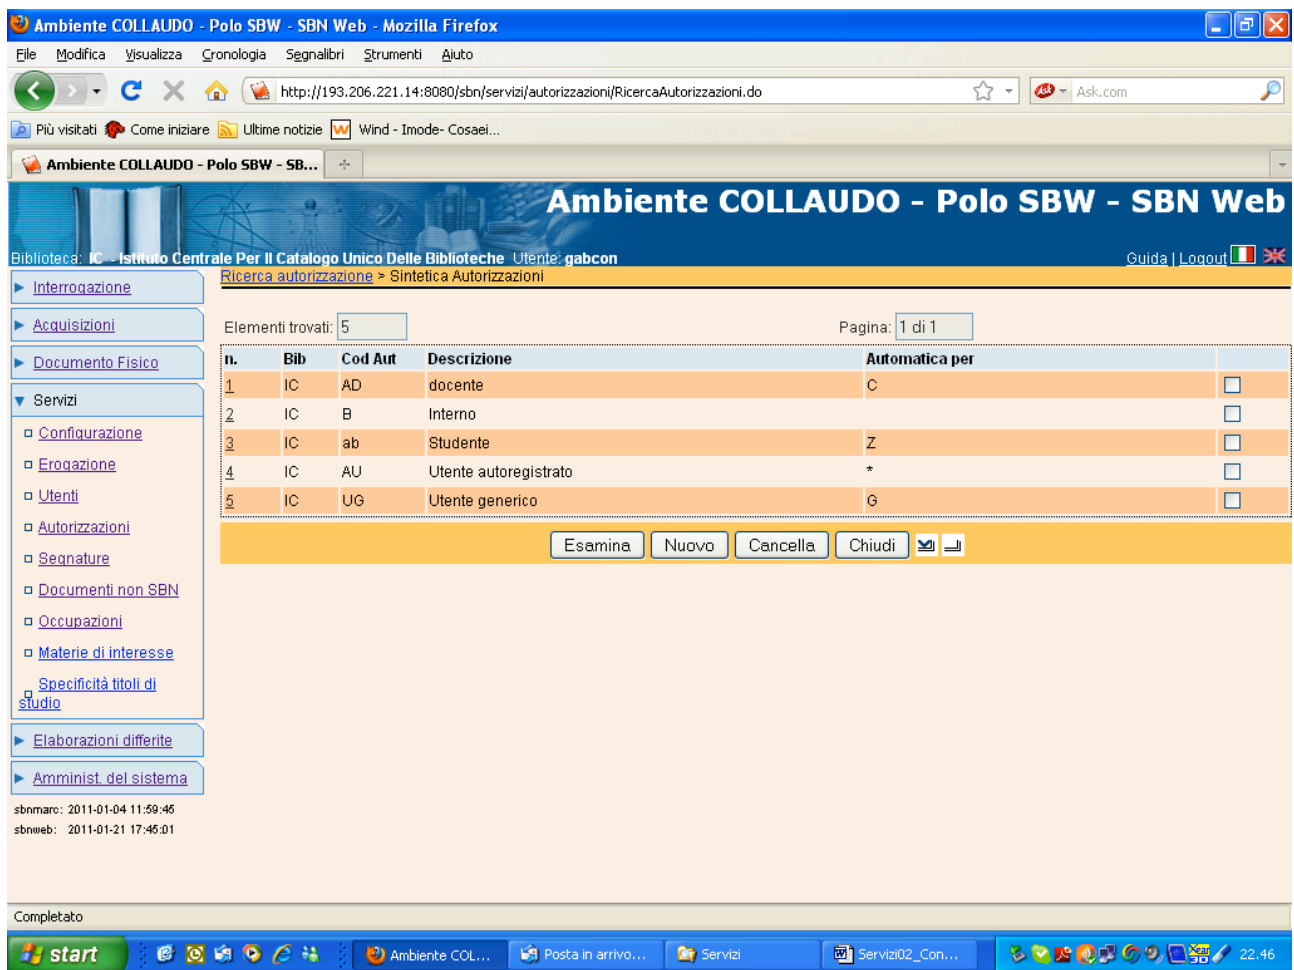 Ambiente COLLAUDO - Polo SBW - SBN Web - Mozilla Firefox
File Modifica Visualizza Cronologia Segnalibri Strumenti Aiuto
http://193.206.221.14:8080/sbn/servizi/autorizzazioni/RicercaAutorizzazioni.do
Ask Ask.com
Più visitati Come iniziare Ultime notizie Wind - Imode- Cosaei...
Ambiente COLLAUDO - Polo SBW - SB...
Ambiente COLLAUDO - Polo SBW - SBN Web
Biblioteca: IC - Istituto Centrale Per Il Catalogo Unico Delle Biblioteche Utente: gabcon Guida | Logout
Ricerca autorizzazione > Sintetica Autorizzazioni
Elementi trovati: 5 Pagina: 1 di 1
n. Bib Cod Aut Descrizione Automatica per
1 IC AD docente C
2 IC B Interno
3 IC ab Studente Z
4 IC AU Utente autoregistrato *
5 IC UG Utente generico G
Esamina Nuovo Cancella Chiudi
Interrogazione
Acquisizioni
Documento Fisico
Servizi
Configurazione
Erogazione
Utenti
Autorizzazioni
Segnature
Documenti non SBN
Occupazioni
Materie di interesse
Specificità titoli di
studio
Elaborazioni differite
Amminist. del sistema
sbnmarc: 2011-01-04 11:59:45
sbnweb: 2011-01-21 17:45:01
Completato
start Ambiente COL... Posta in arrivo... Servizi Servizi02_Con... 22.46